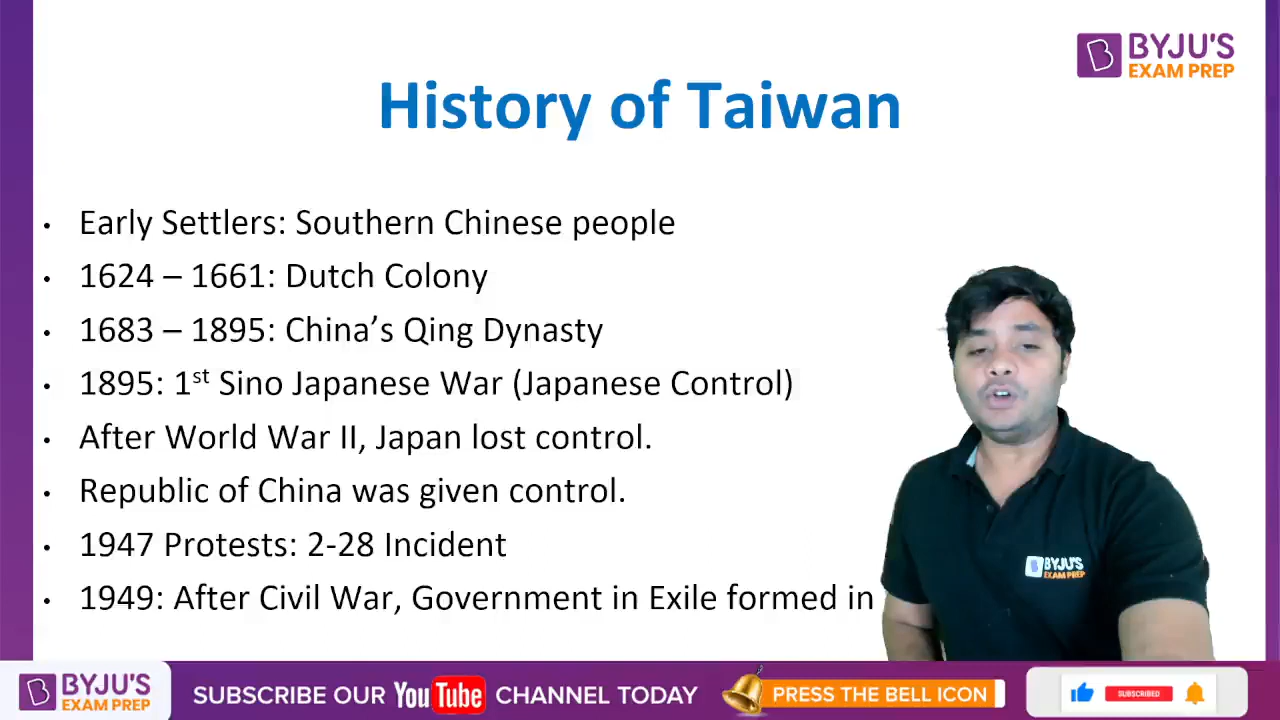 BYJU'S
EXAM PREP
History of Taiwan
• Early Settlers: Southern Chinese people
• 1624 – 1661: Dutch Colony
• 1683 – 1895: China’s Qing Dynasty
• 1895: 1st Sino Japanese War (Japanese Control)
• After World War II, Japan lost control.
• Republic of China was given control.
• 1947 Protests: 2-28 Incident
• 1949: After Civil War, Government in Exile formed in
BYJU'S
EXAM PREP
BYJU'S
EXAM PREP
SUBSCRIBE OUR YouTube CHANNEL TODAY
PRESS THE BELL ICON
SUBSCRIBED